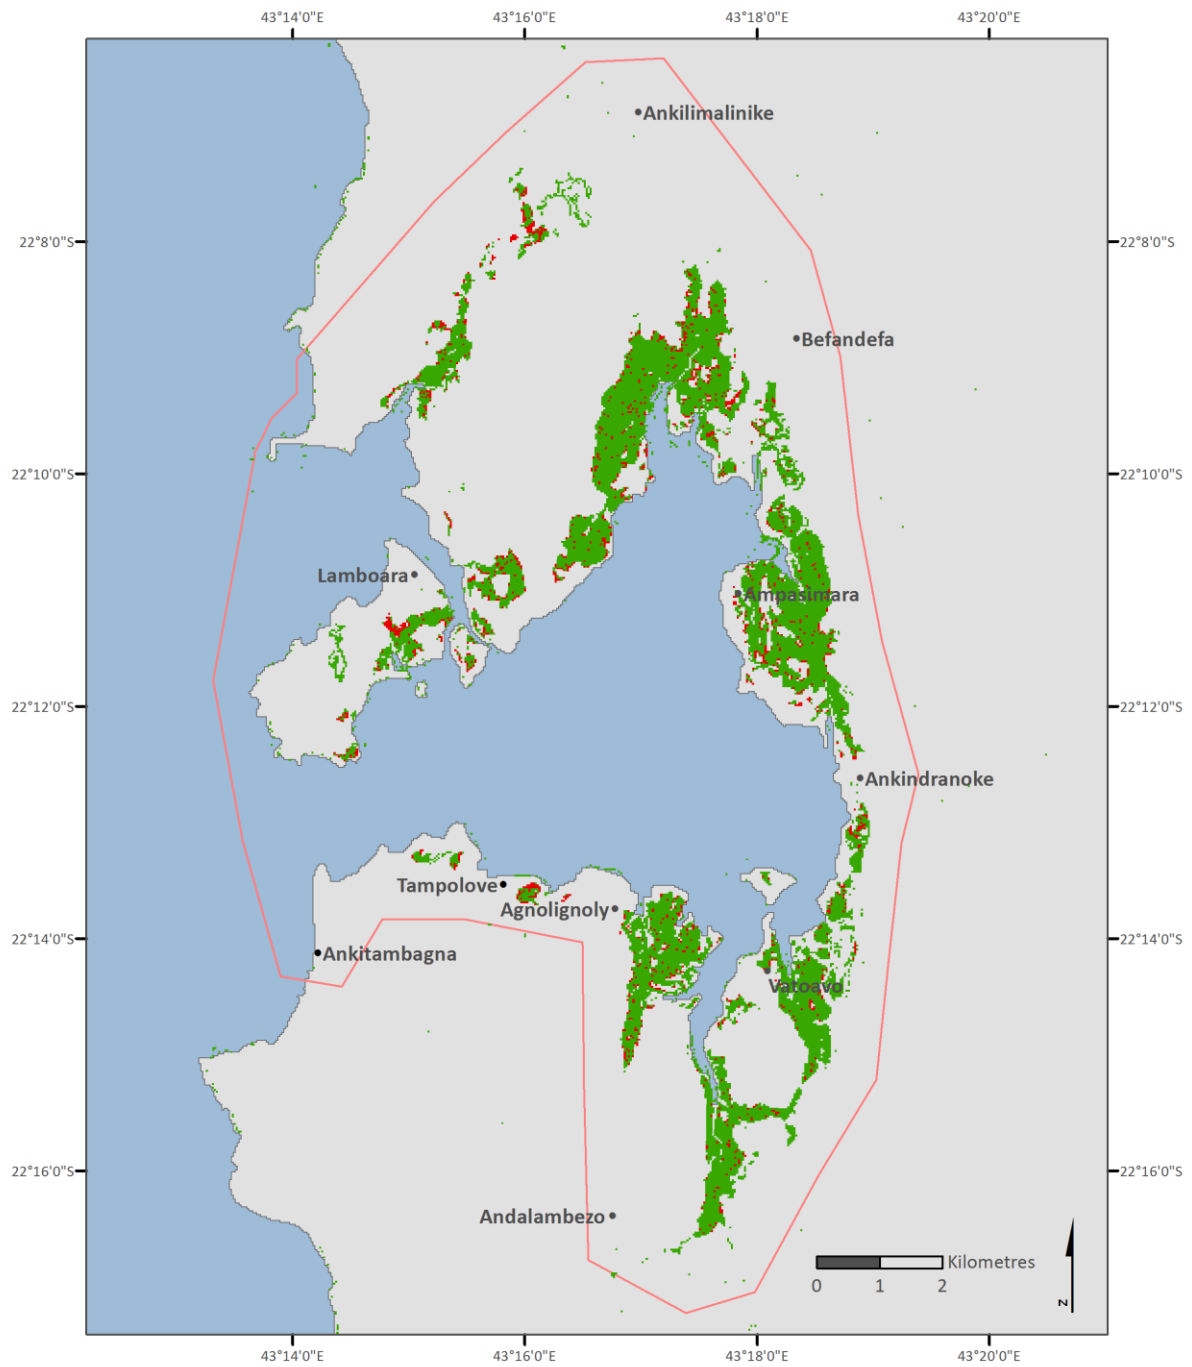 43°14'0"E 43°16'0"E 43°18'0"E 43°20'0"E
Ankilimalinike
22°8'0"S 22°8'0"S
Befandefa
22°10'0"S 22°10'0"S
Lamboara
Ampasimara
22°12'0"S 22°12'0"S
Ankindranoke
Tampolove
Agnolignoly
22°14'0"S 22°14'0"S
Ankitambagna
Vatoavo
22°16'0"S 22°16'0"S
Andalambezo
Kilometres
0 1 2
N
43°14'0"E 43°16'0"E 43°18'0"E 43°20'0"E